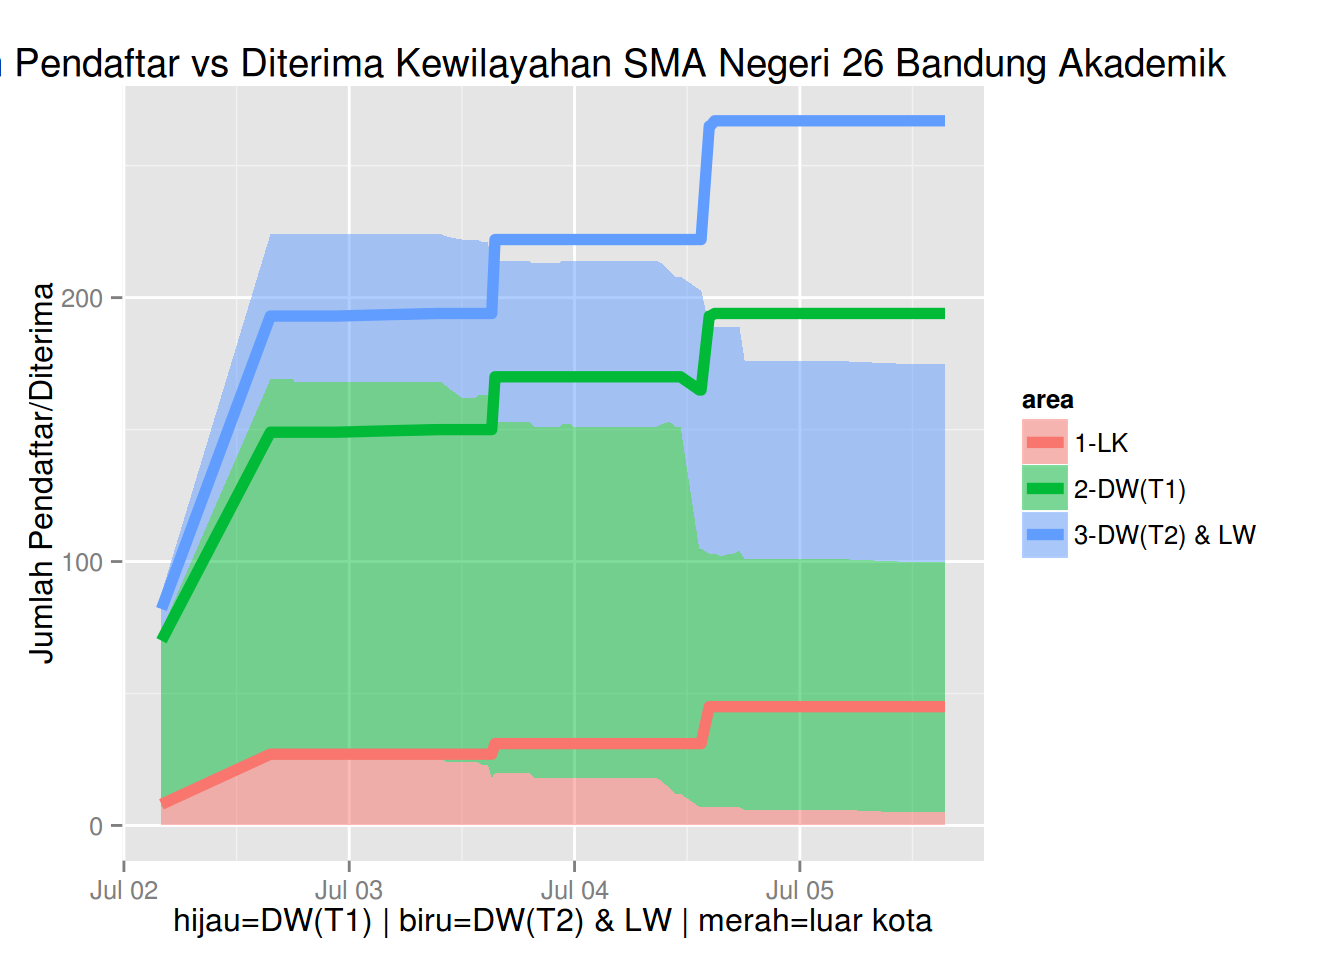 Pendaftar vs Diterima Kewilayahan SMA Negeri 26 Bandung Akademik
Jumlah Pendaftar/Diterima
200
100
0
Jul 02
Jul 03
Jul 04
Jul 05
hijau=DW(T1) | biru=DW(T2) & LW | merah=luar kota
area
1-LK
2-DW(T1)
3-DW(T2) & LW